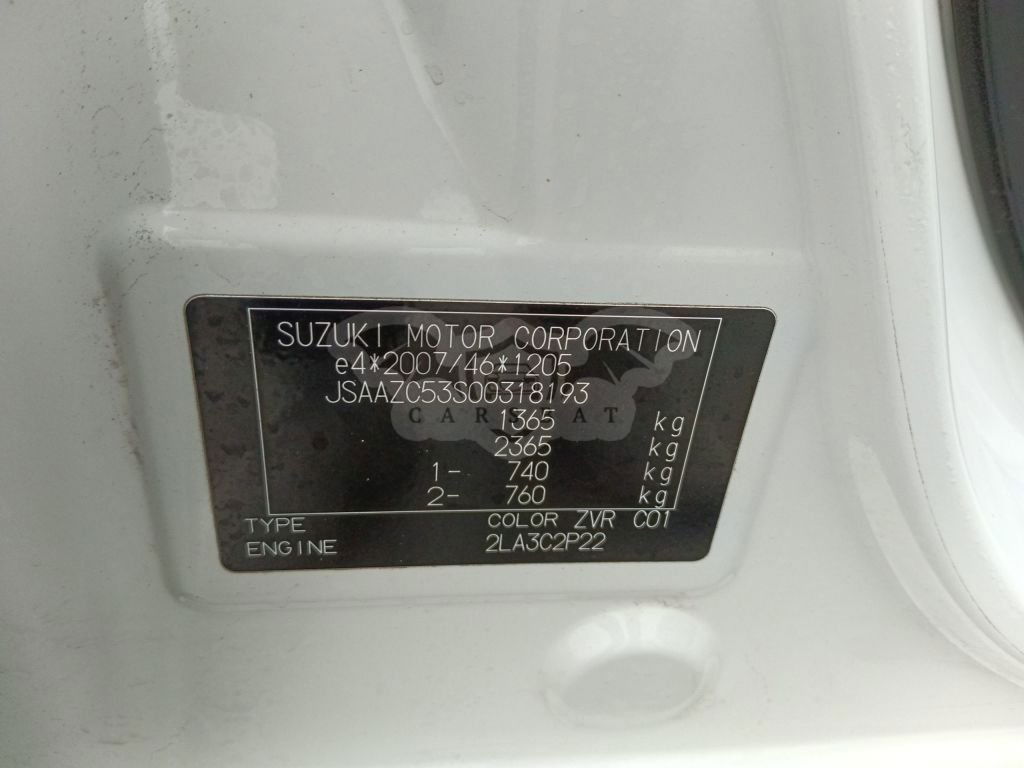 SUZUKI MOTOR CORPORATION
e4*2007/46*1205
JSAAZC53S00318193
CARSTAT
1365 kg
2365 kg
1- 740 kg
2- 760 kg
TYPE COLOR ZVR C01
ENGINE 2LA3C2P22